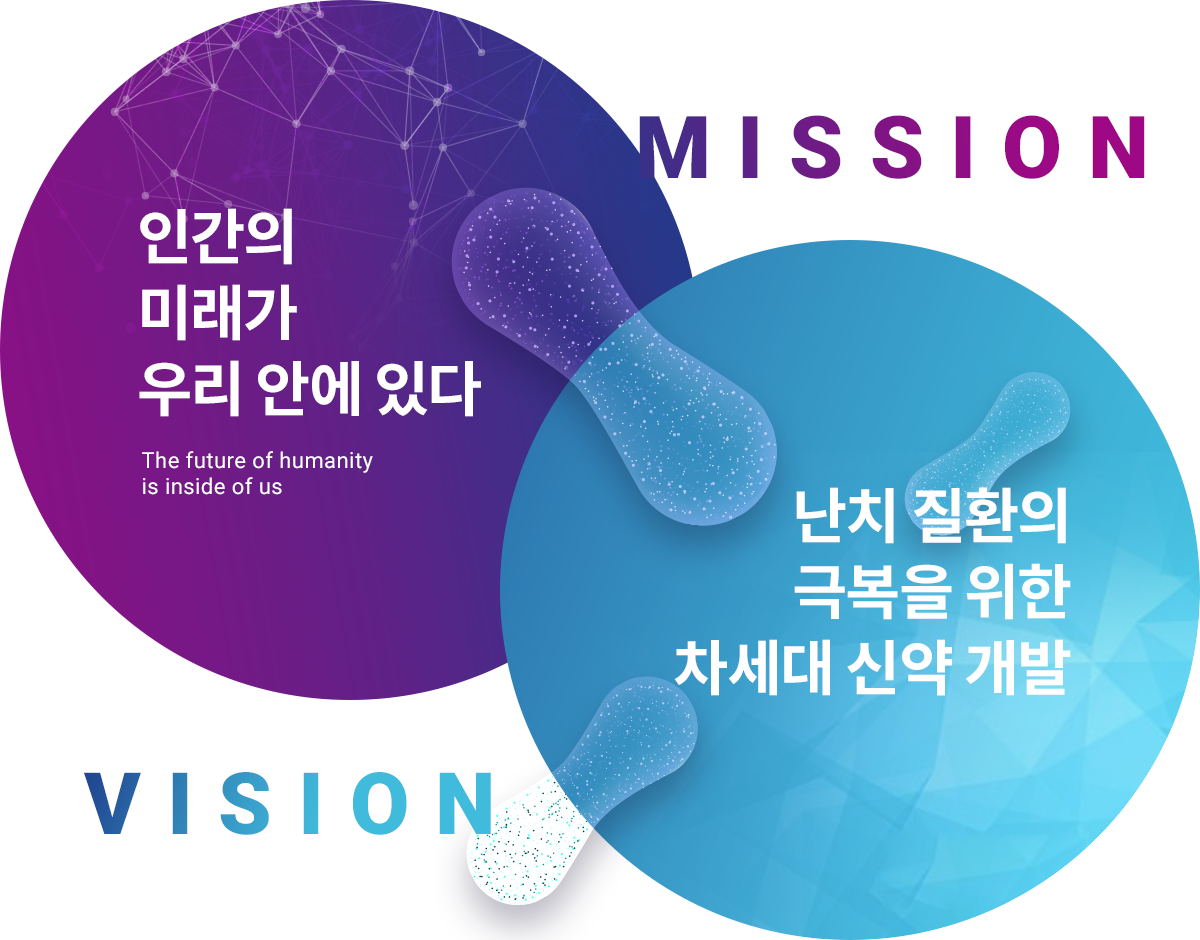 MISSION
인간의
미래가
우리 안에 있다
The future of humanity
is inside of us
난치 질환의
극복을 위한
차세대 신약 개발
VISION